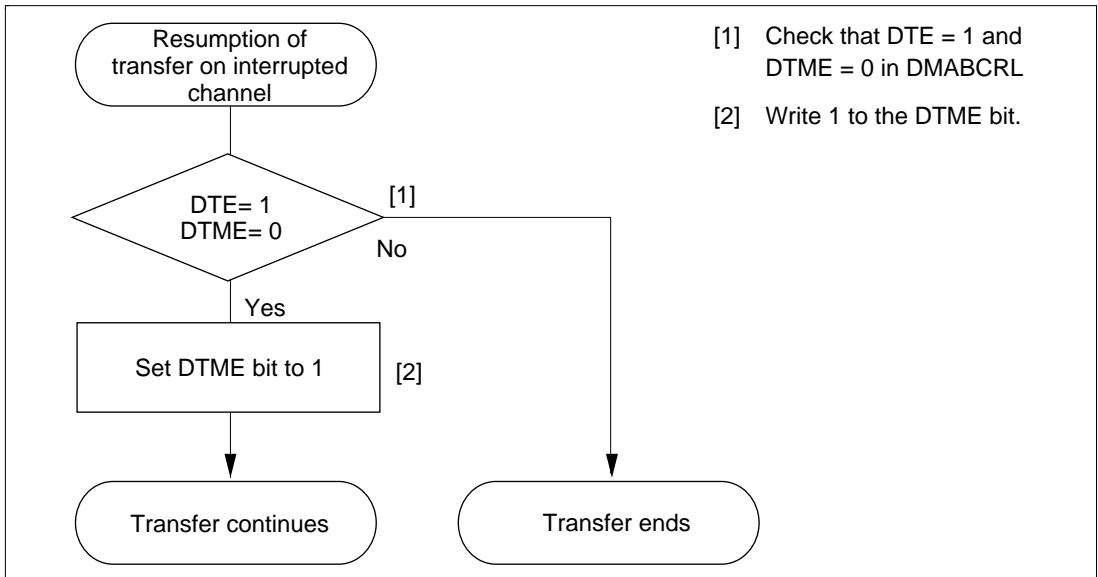 Resumption of
transfer on interrupted
channel
[1] Check that DTE = 1 and
DTME = 0 in DMABCRL
[2] Write 1 to the DTME bit.
DTE= 1
DTME= 0
[1]
No
Yes
Set DTME bit to 1
[2]
Transfer continues
Transfer ends